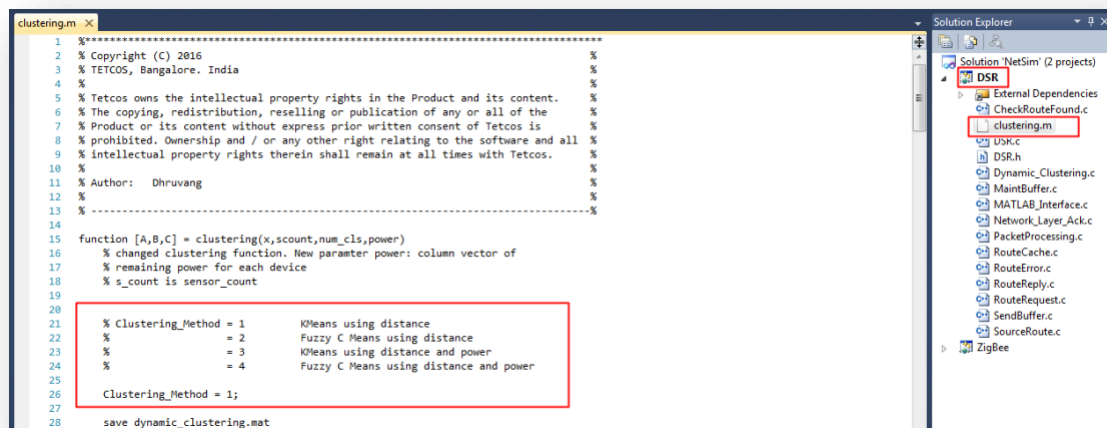 clustering.m ×
1 %******************************************************************************
2 % Copyright (C) 2016 %
3 % TETCOS, Bangalore. India %
4 % %
5 % Tetcos owns the intellectual property rights in the Product and its content. %
6 % The copying, redistribution, reselling or publication of any or all of the %
7 % Product or its content without express prior written consent of Tetcos is %
8 % prohibited. Ownership and / or any other right relating to the software and all %
9 % intellectual property rights therein shall remain at all times with Tetcos. %
10 % %
11 % Author: Dhruvang %
12 % %
13 % ---------------------------------------------------------------------------%
14
15 function [A,B,C] = clustering(x,scount,num_cls,power)
16 % changed clustering function. New paramter power: column vector of
17 % remaining power for each device
18 % s_count is sensor_count
19
20
21 % Clustering_Method = 1 KMeans using distance
22 % = 2 Fuzzy C Means using distance
23 % = 3 KMeans using distance and power
24 % = 4 Fuzzy C Means using distance and power
25
26 Clustering_Method = 1;
27
28 save dynamic_clustering.mat
Solution Explorer
Solution 'NetSim' (2 projects)
DSR
External Dependencies
CheckRouteFound.c
clustering.m
DSR.c
DSR.h
Dynamic_Clustering.c
MaintBuffer.c
MATLAB_Interface.c
Network_Layer_Ack.c
PacketProcessing.c
RouteCache.c
RouteError.c
RouteReply.c
RouteRequest.c
SendBuffer.c
SourceRoute.c
ZigBee